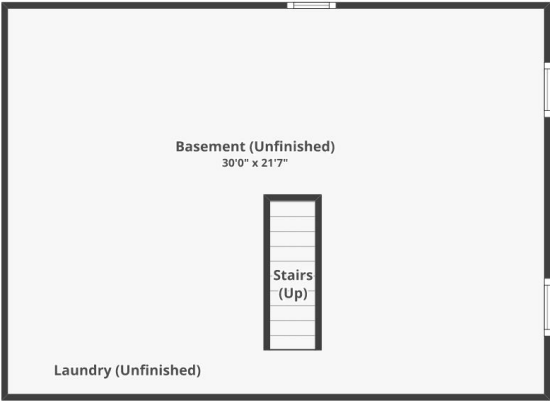 Basement (Unfinished)
30'0" x 21'7"
Stairs
(Up)
Laundry (Unfinished)